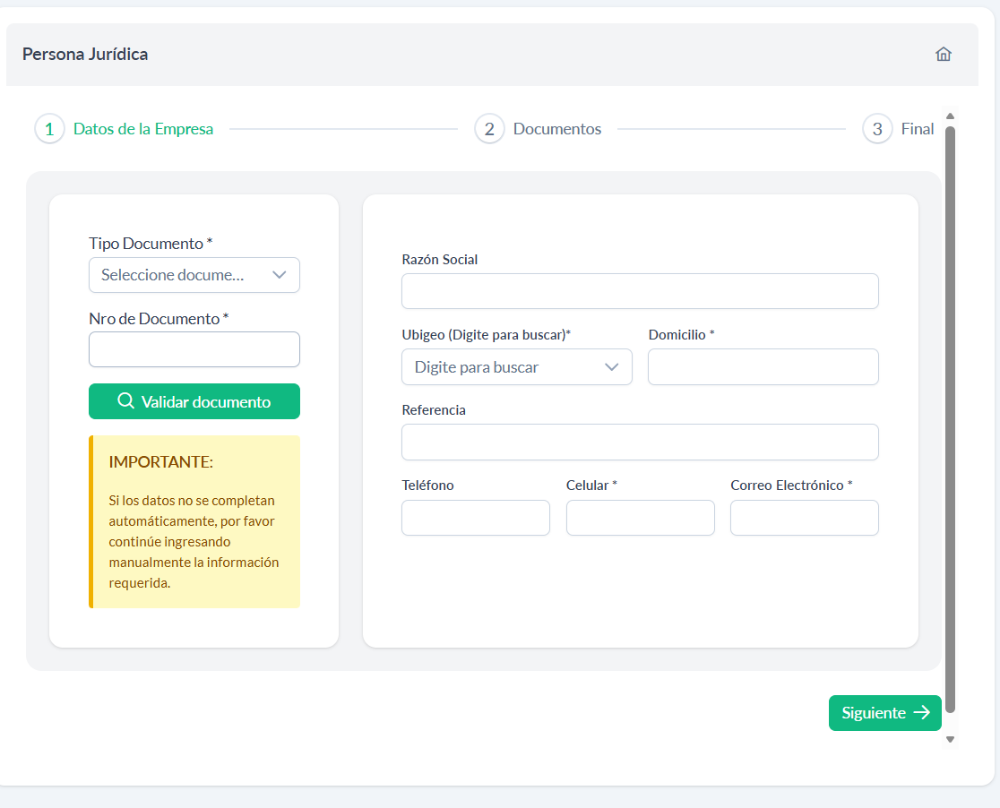 Persona Jurídica
1 Datos de la Empresa
2 Documentos
3 Final
Tipo Documento *
Seleccione docume...
Nro de Documento *
Validar documento
IMPORTANTE:
Si los datos no se completan
automáticamente, por favor
continúe ingresando
manualmente la información
requerida.
Razón Social
Ubigeo (Digite para buscar)*
Digite para buscar
Domicilio *
Referencia
Teléfono
Celular *
Correo Electrónico *
Siguiente